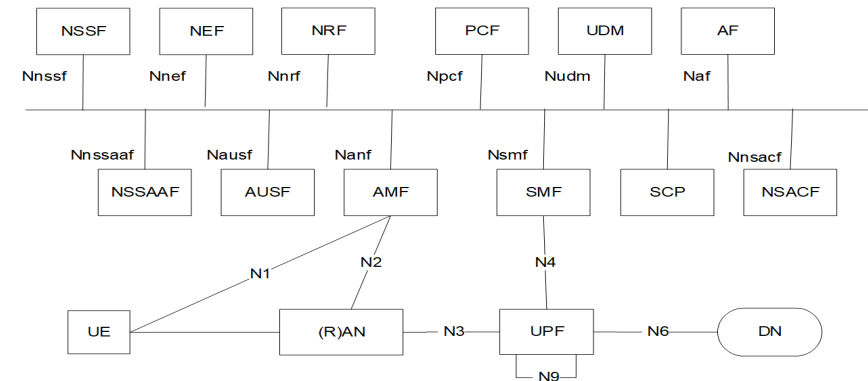 NSSF NEF NRF PCF UDM AF
Nnssf Nnef Nnrf Npcf Nudm Naf
Nnssaaf Nausf Nanf Nsmf Nnsacf
NSSAAF AUSF AMF SMF SCP NSACF
N1 N2 N4
UE (R)AN N3 UPF N6 DN
N9